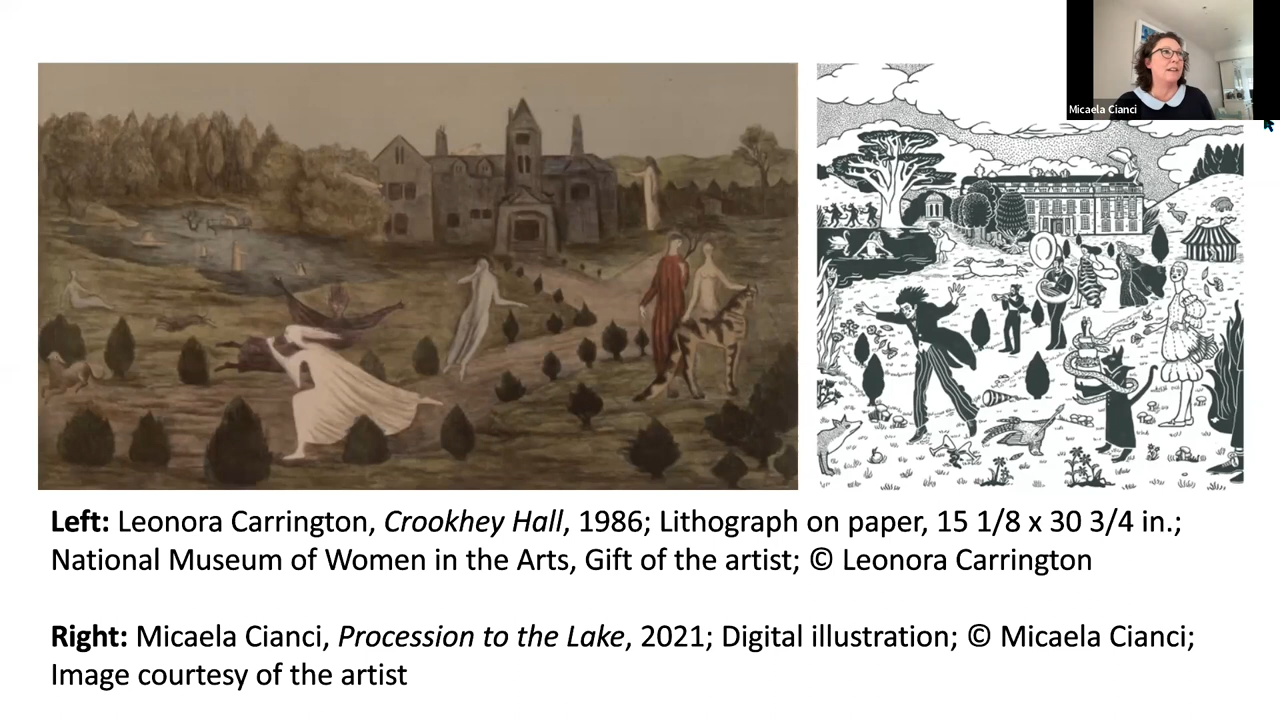 Micaela Cianci
Left: Leonora Carrington, Crookhey Hall, 1986; Lithograph on paper, 15 1/8 x 30 3/4 in.;
National Museum of Women in the Arts, Gift of the artist; © Leonora Carrington
Right: Micaela Cianci, Procession to the Lake, 2021; Digital illustration; © Micaela Cianci;
Image courtesy of the artist